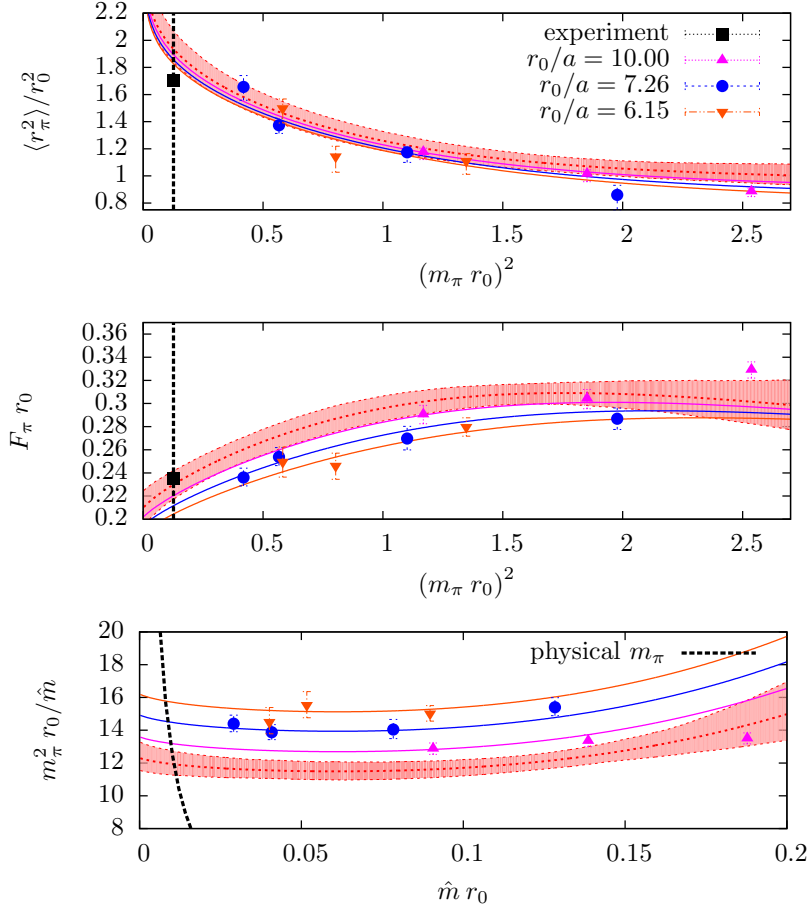 2.2
2
1.8
1.6
1.4
1.2
1
0.8
⟨r_π^2⟩/r_0^2
experiment
r_0/a = 10.00
r_0/a = 7.26
r_0/a = 6.15
0 0.5 1 1.5 2 2.5
(m_π r_0)^2
0.36
0.34
0.32
0.3
0.28
0.26
0.24
0.22
0.2
F_π r_0
0 0.5 1 1.5 2 2.5
(m_π r_0)^2
20
18
16
14
12
10
8
m_π^2 r_0/m̂
physical m_π
0 0.05 0.1 0.15 0.2
m̂ r_0